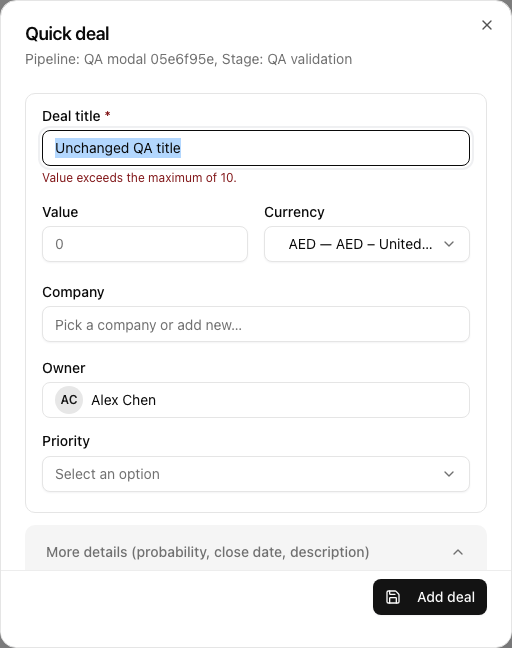 Quick deal
Pipeline: QA modal 05e6f95e, Stage: QA validation
Deal title *
Unchanged QA title
Value exceeds the maximum of 10.
Value
Currency
0
AED — AED – United...
Company
Pick a company or add new...
Owner
AC Alex Chen
Priority
Select an option
More details (probability, close date, description)
Add deal